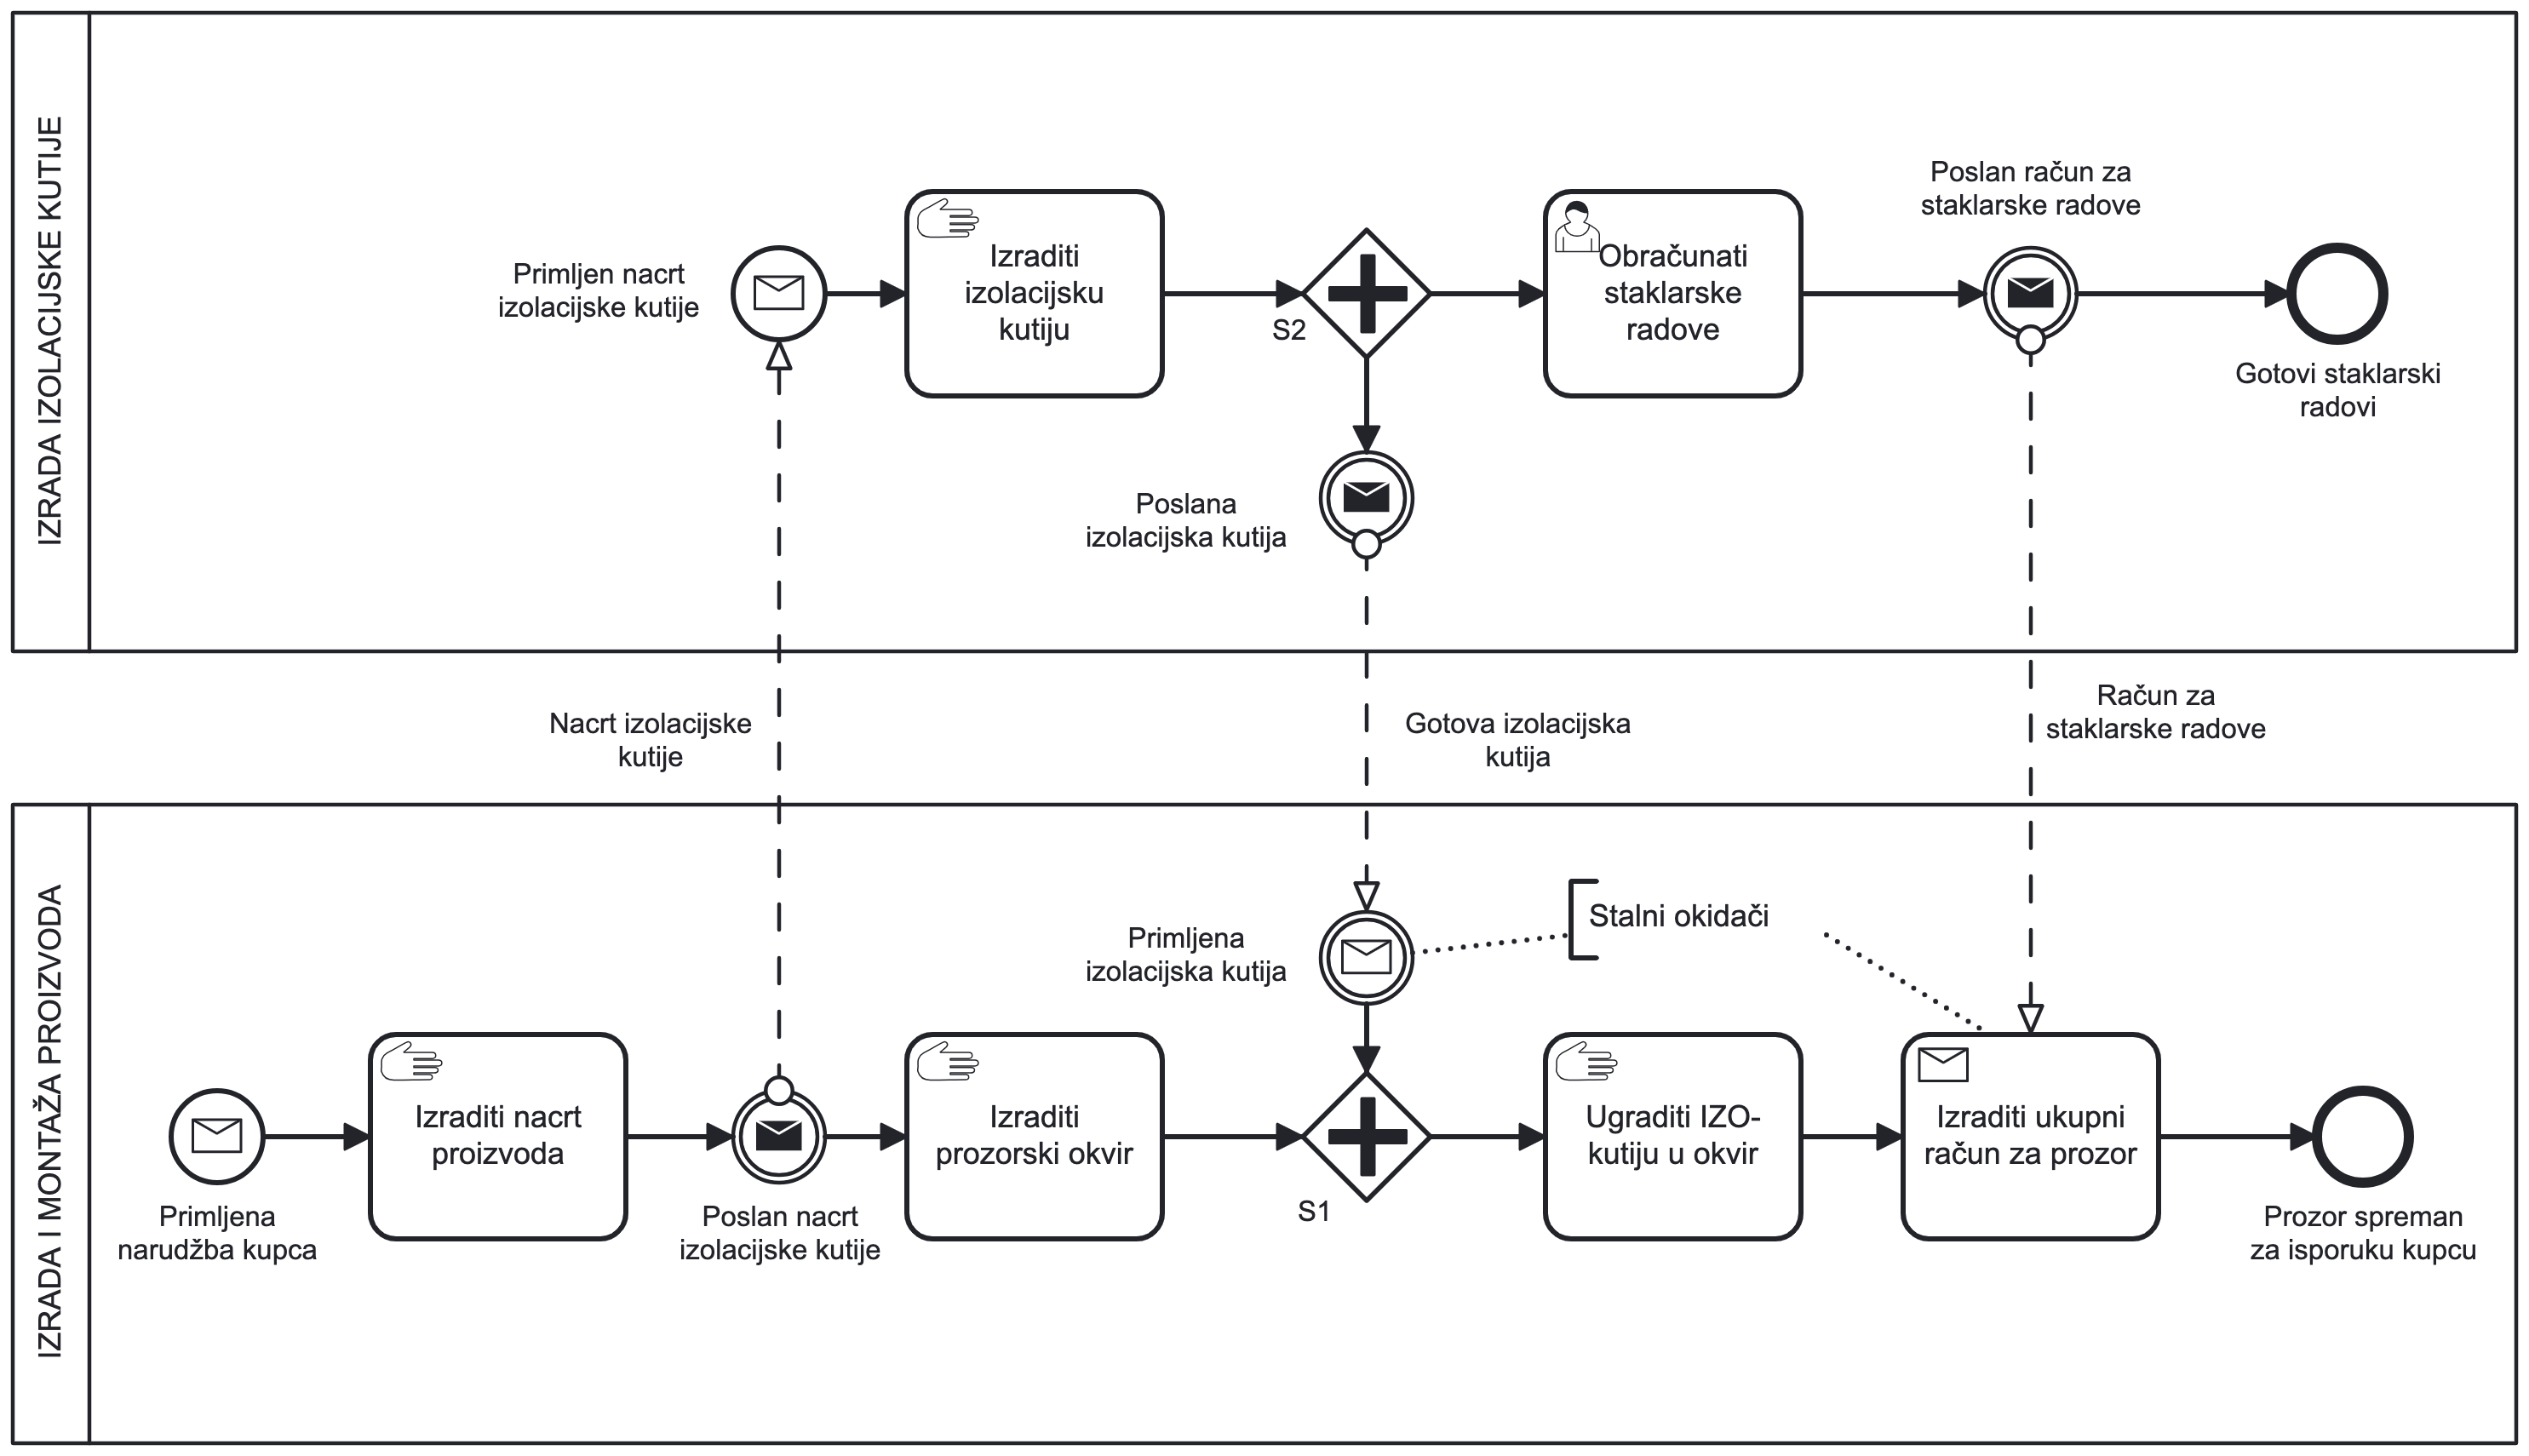 IZRADA IZOLACIJSKE KUTIJE
Primljen nacrt
izolacijske kutije
Izraditi
izolacijsku
kutiju
S2
Obračunati
staklarske
radove
Poslan račun za
staklarske radove
Gotovi staklarski
radovi
Poslana
izolacijska kutija
Nacrt izolacijske
kutije
Gotova izolacijska
kutija
Račun za
staklarske radove
IZRADA I MONTAŽA PROIZVODA
Primljena
izolacijska kutija
Stalni okidači
Primljena
narudžba kupca
Izraditi nacrt
proizvoda
Poslan nacrt
izolacijske kutije
Izraditi
prozorski okvir
S1
Ugraditi IZO-
kutiju u okvir
Izraditi ukupni
račun za prozor
Prozor spreman
za isporuku kupcu